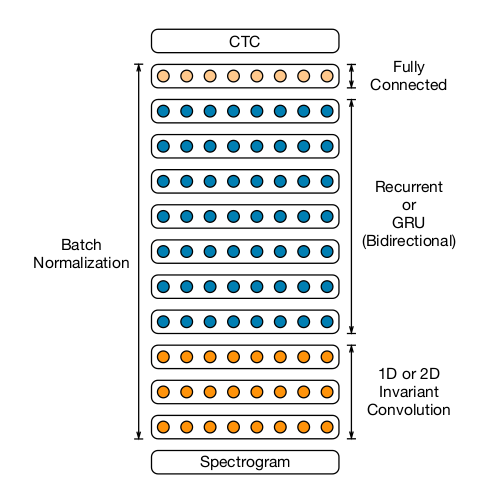 CTC
Fully
Connected
Recurrent
or
GRU
(Bidirectional)
Batch
Normalization
1D or 2D
Invariant
Convolution
Spectrogram